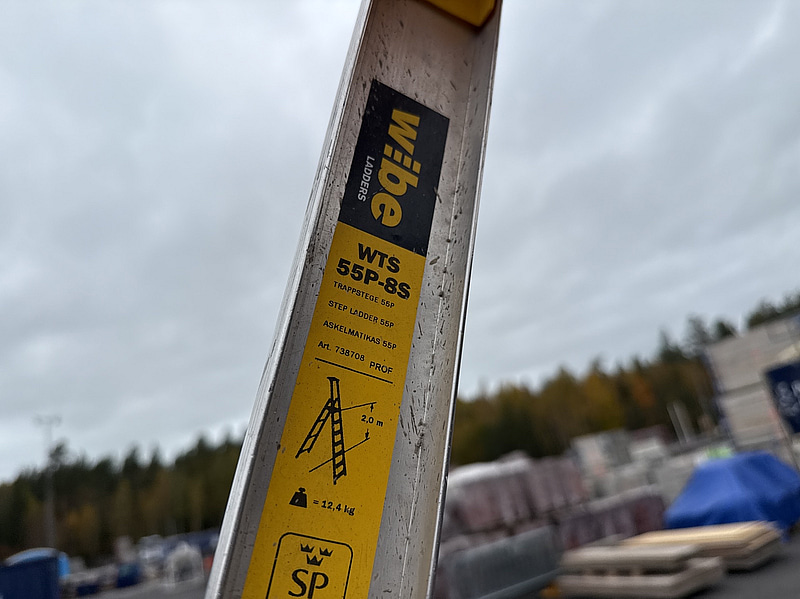 wibe
LADDERS
WTS
55P-8S
TRAPPSTEGE 55P
STEP LADDER 55P
ASKELMATIKAS 55P
Art. 738708 PROF
2,0 m
= 12,4 kg
SP